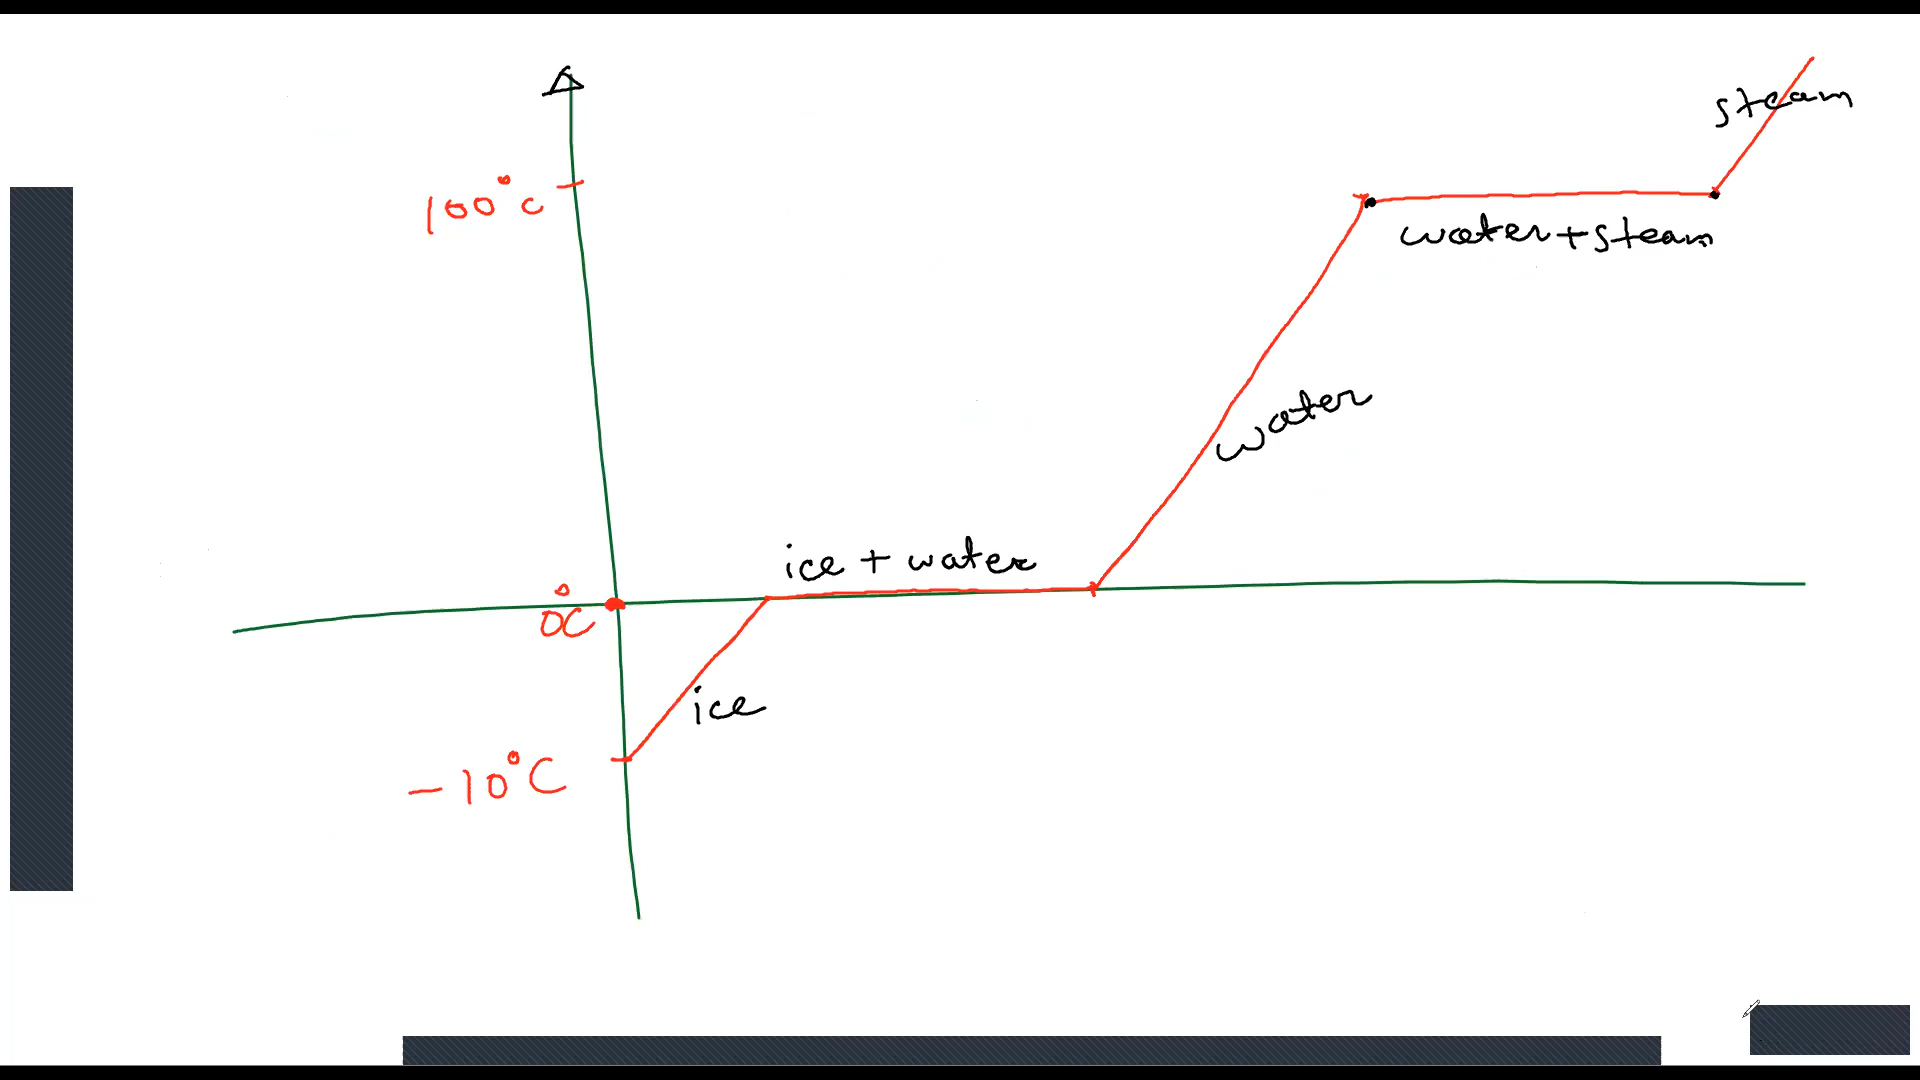 steam
100°c
water+steam
water
ice + water
0°C
ice
-10°C